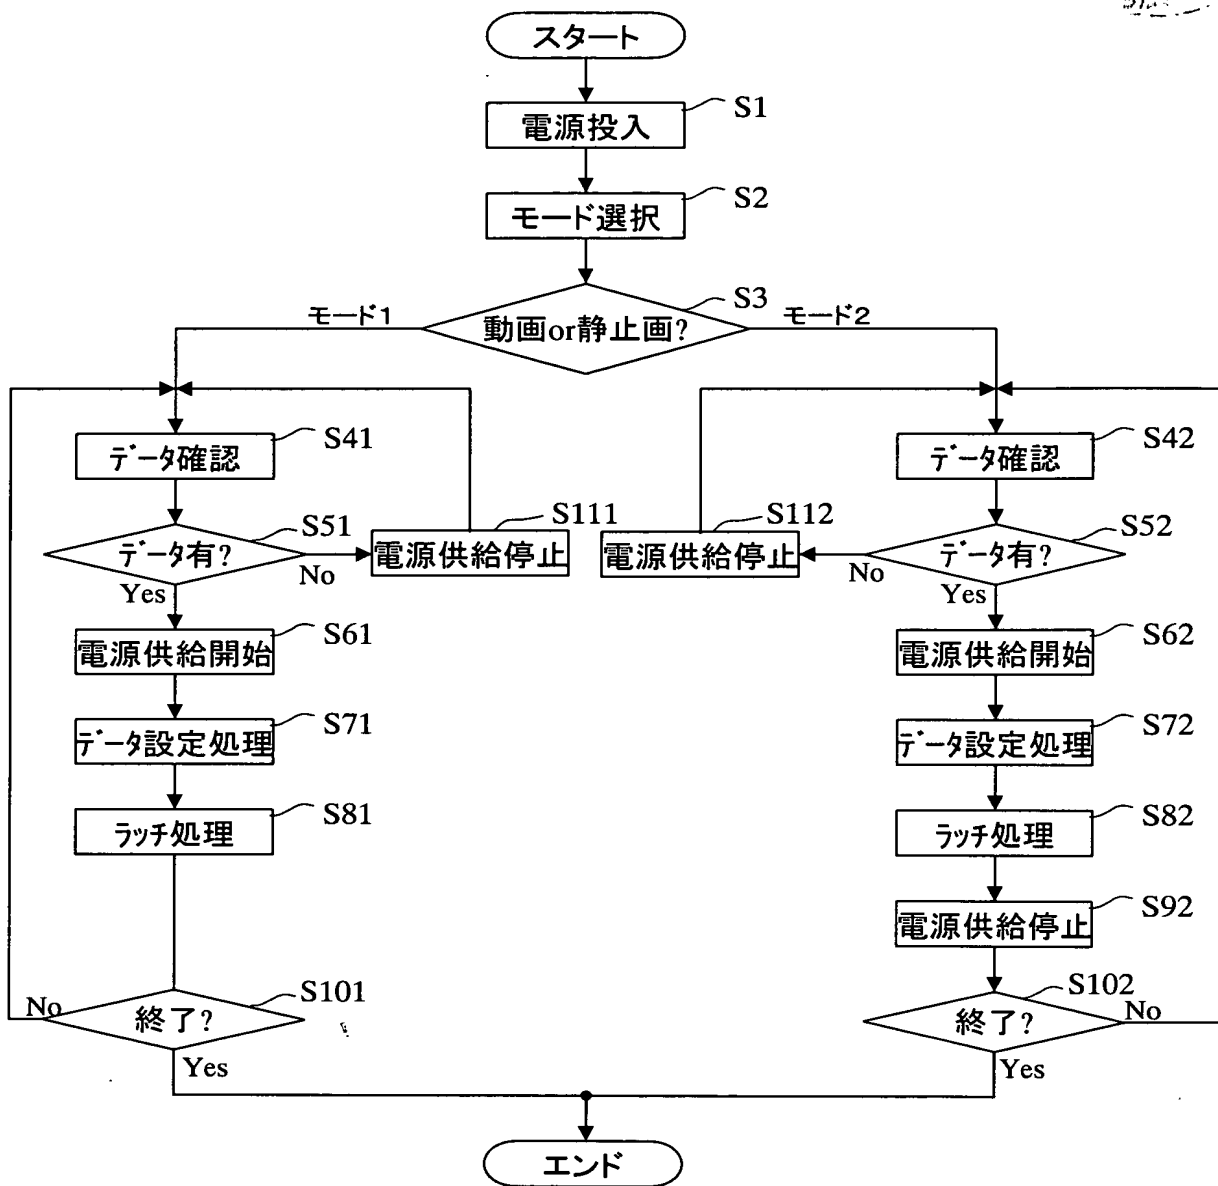 スタート
電源投入
S1
モード選択
S2
動画or静止画?
S3
モード1
モード2
データ確認
S41
データ有?
S51
No
Yes
電源供給停止
S111
電源供給開始
S61
データ設定処理
S71
ラッチ処理
S81
終了?
S101
No
Yes
データ確認
S42
データ有?
S52
No
Yes
電源供給停止
S112
電源供給開始
S62
データ設定処理
S72
ラッチ処理
S82
電源供給停止
S92
終了?
S102
No
Yes
エンド